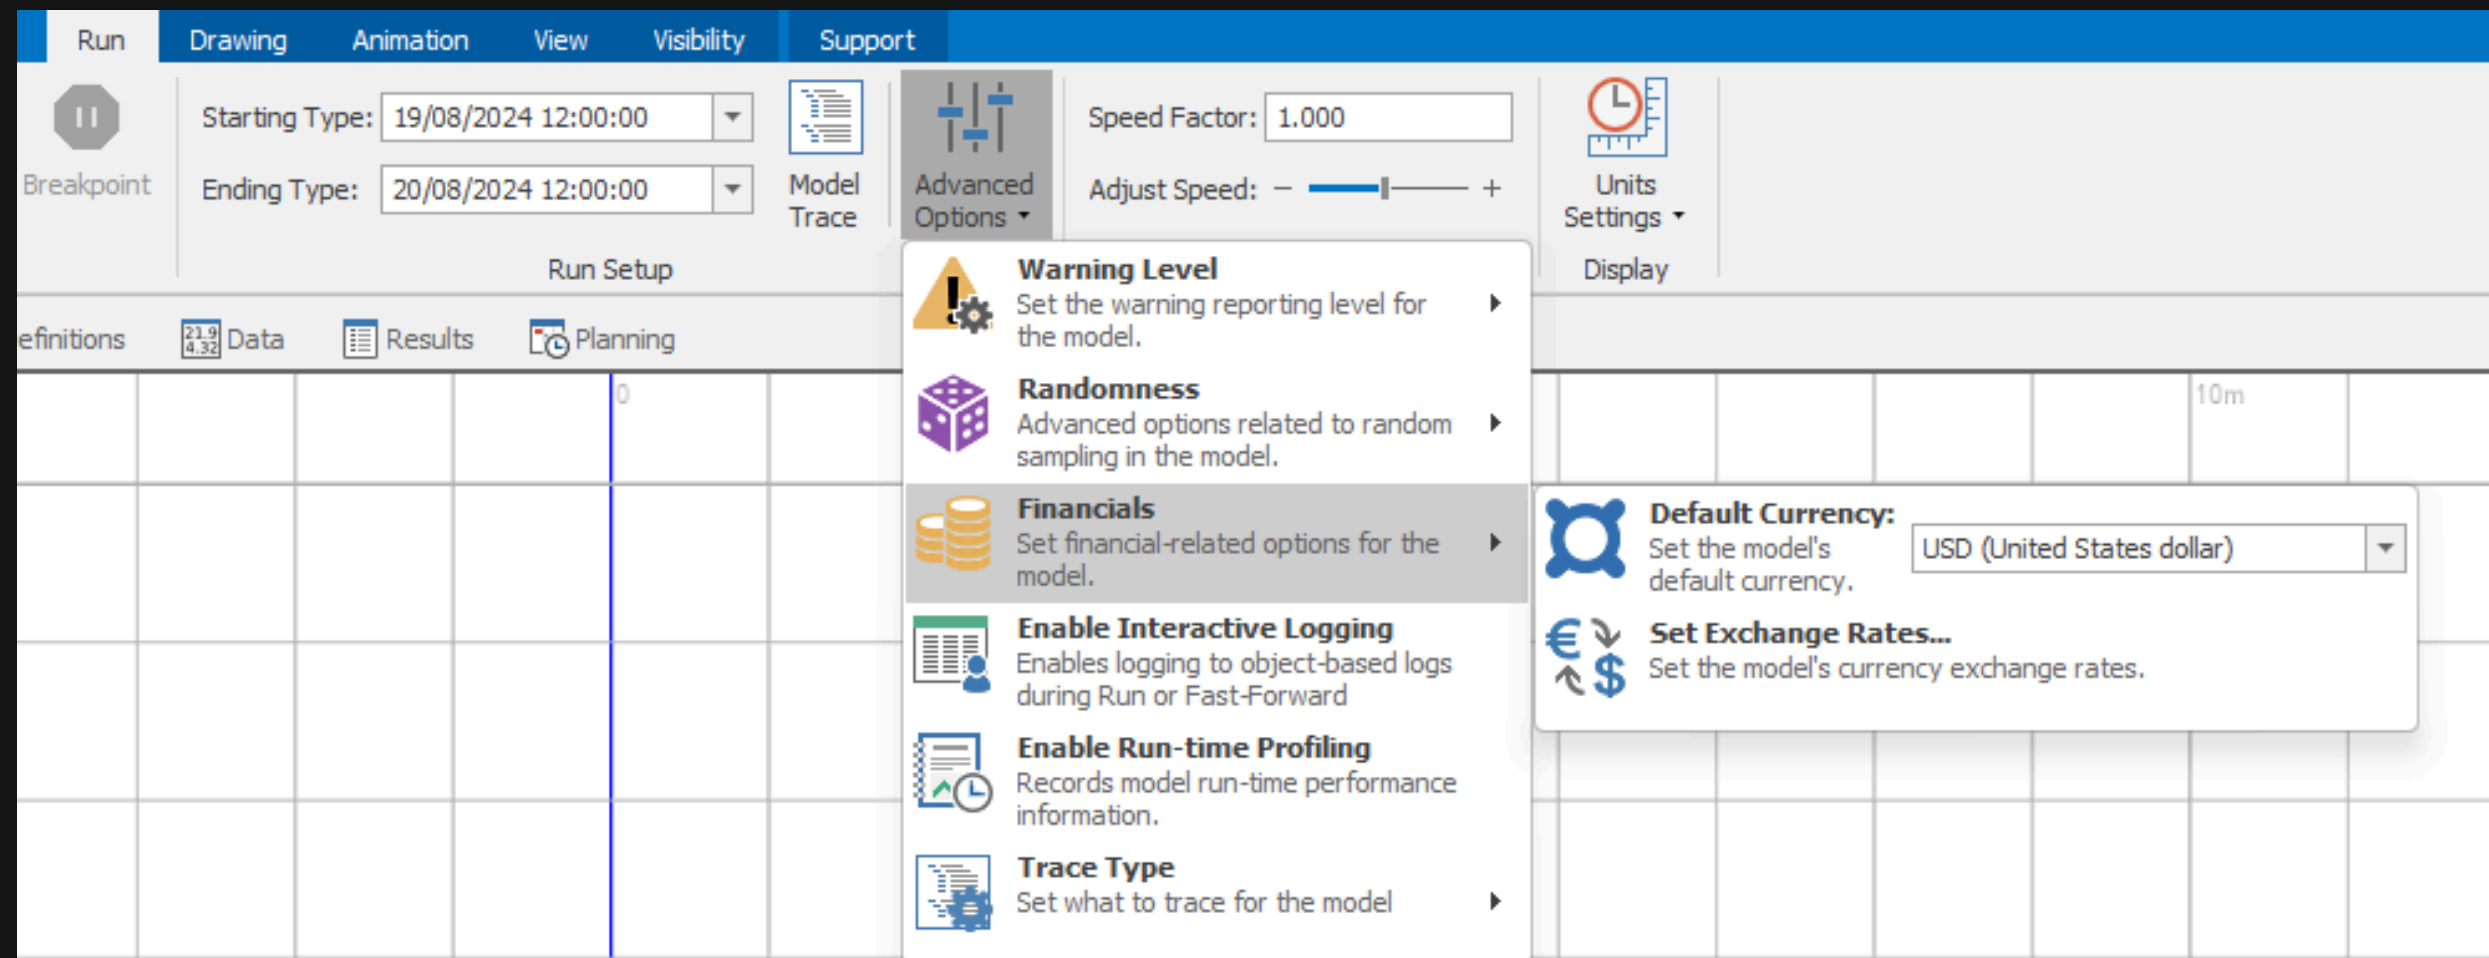 Run Drawing Animation View Visibility Support
Starting Type: 19/08/2024 12:00:00
Speed Factor: 1.000
Breakpoint
Ending Type: 20/08/2024 12:00:00
Model
Trace
Advanced
Options
Adjust Speed: − +
Units
Settings
Run Setup
Display
efinitions
21.9
4.32
Data
Results
Planning
0
10m
Warning Level
Set the warning reporting level for
the model.
Randomness
Advanced options related to random
sampling in the model.
Financials
Set financial-related options for the
model.
Default Currency:
Set the model's
default currency.
USD (United States dollar)
€
$
Set Exchange Rates...
Set the model's currency exchange rates.
Enable Interactive Logging
Enables logging to object-based logs
during Run or Fast-Forward
Enable Run-time Profiling
Records model run-time performance
information.
Trace Type
Set what to trace for the model